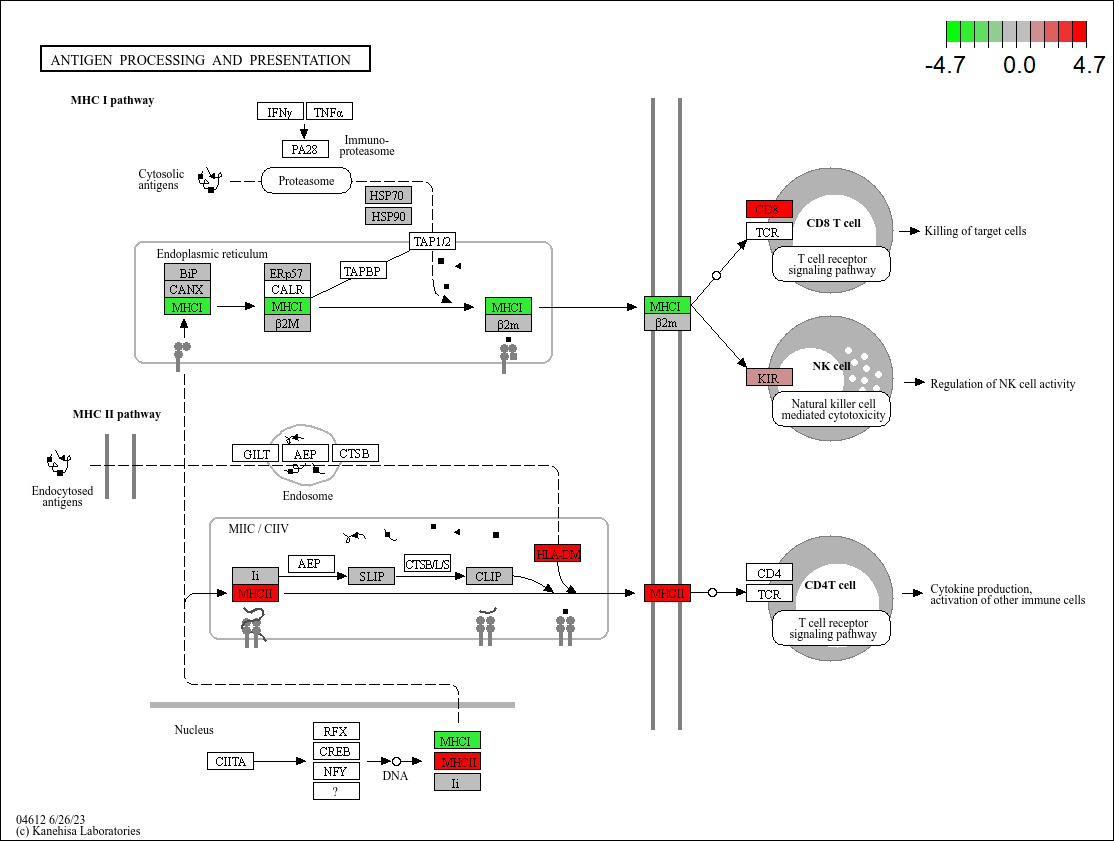 -4.7 0.0 4.7
ANTIGEN PROCESSING AND PRESENTATION
MHC I pathway
IFNγ TNFα
PA28
Immuno-
proteasome
Cytosolic
antigens
Proteasome
HSP70
HSP90
TAP1/2
Endoplasmic reticulum
TAPBP
BiP
CANX
MHCI
ERp57
CALR
MHCI
β2M
MHCI
β2m
MHCI
β2m
CD8
TCR
CD8 T cell
T cell receptor
signaling pathway
Killing of target cells
KIR
NK cell
Natural killer cell
mediated cytotoxicity
Regulation of NK cell activity
MHC II pathway
Endocytosed
antigens
GILT AEP CTSB
Endosome
MIIC / CIIV
AEP
CTSB/L/S
HLA-DM
Ii
MHCII
SLIP
CLIP
MHCII
CD4
TCR
CD4T cell
T cell receptor
signaling pathway
Cytokine production,
activation of other immune cells
Nucleus
CIITA
RFX
CREB
NFY
?
DNA
MHCI
MHCII
Ii
04612 6/26/23
(c) Kanehisa Laboratories